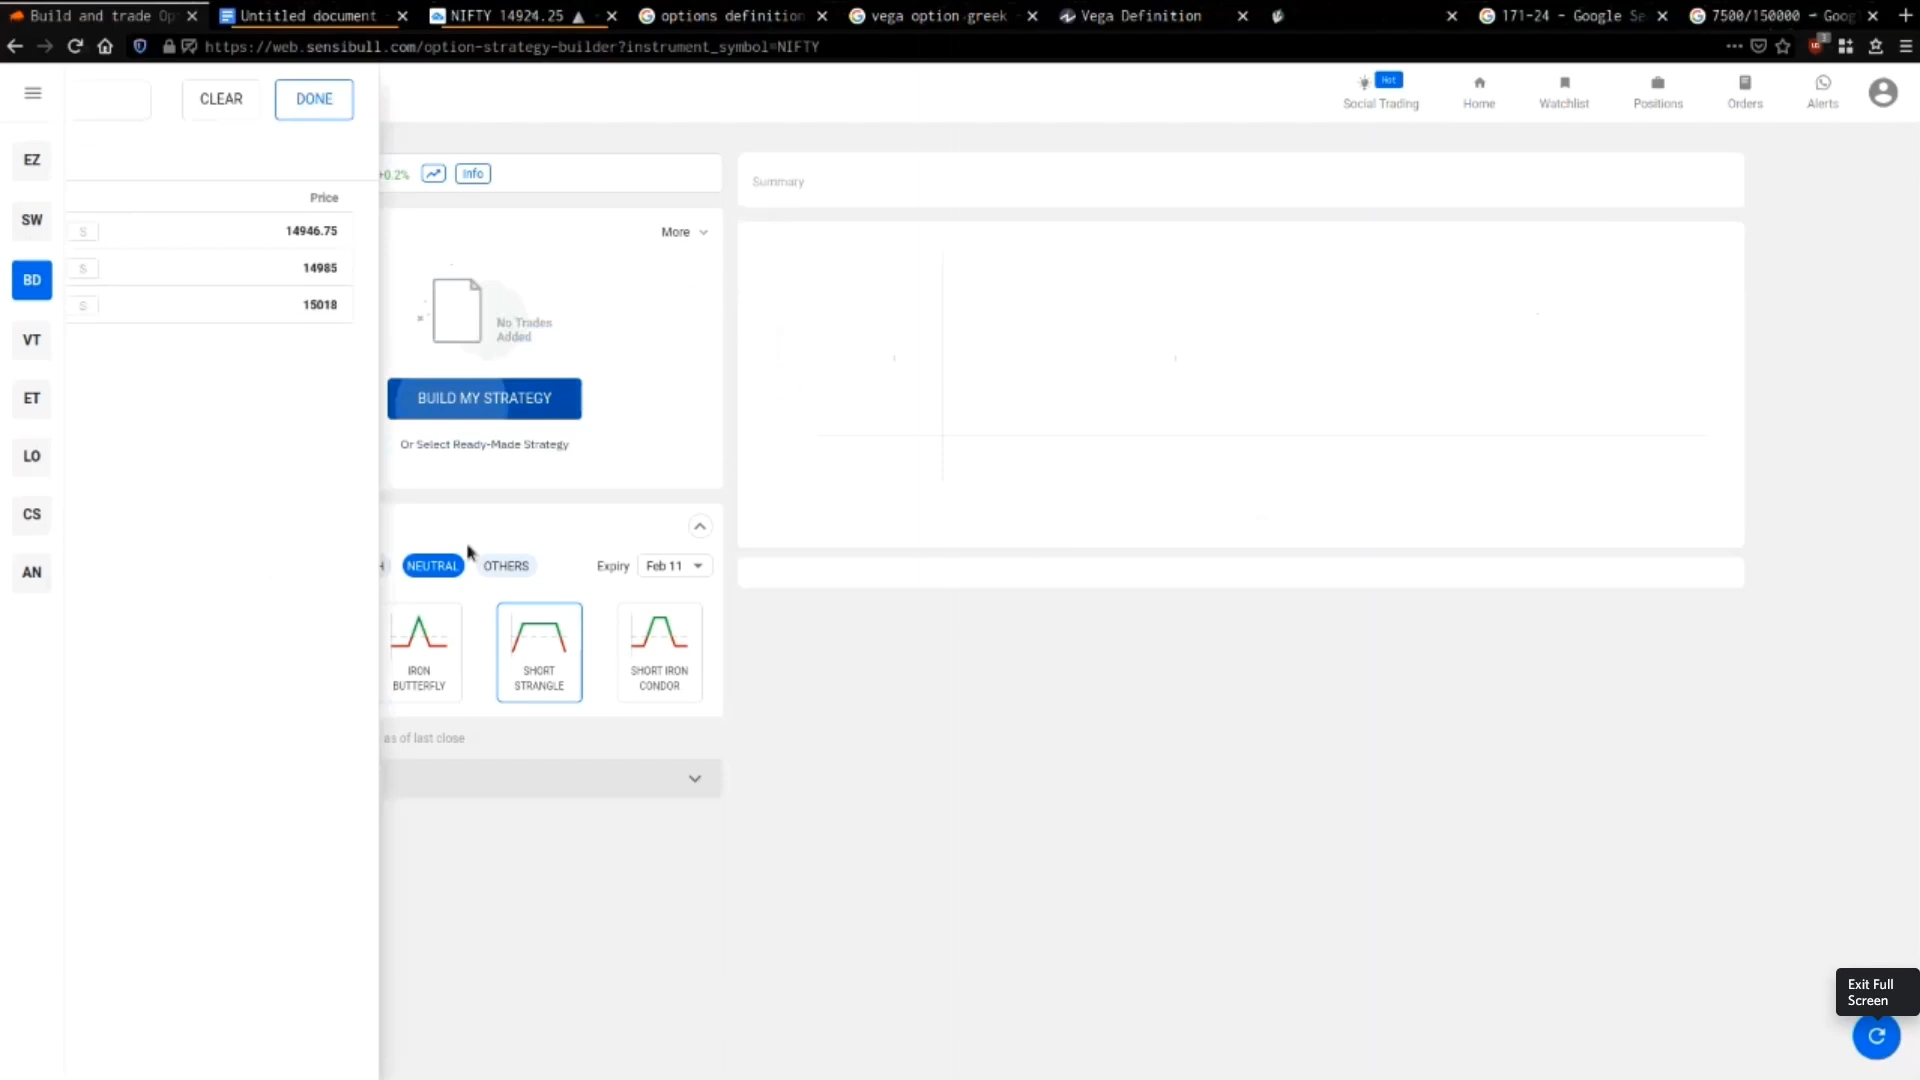 Build and trade Op
Untitled document
NIFTY 14924.25 ▲
options definition
vega option greek
Vega Definition
171-24 - Google Se
7500/150000 - Goog
https://web.sensibull.com/option-strategy-builder?instrument_symbol=NIFTY
CLEAR
DONE
Hot
Social Trading
Home
Watchlist
Positions
Orders
Alerts
EZ
SW
BD
VT
ET
LO
CS
AN
Price
S
14946.75
S
14985
S
15018
+0.2%
Info
Summary
More
No Trades
Added
BUILD MY STRATEGY
Or Select Ready-Made Strategy
H
NEUTRAL
OTHERS
Expiry
Feb 11
IRON
BUTTERFLY
SHORT
STRANGLE
SHORT IRON
CONDOR
as of last close
Exit Full
Screen